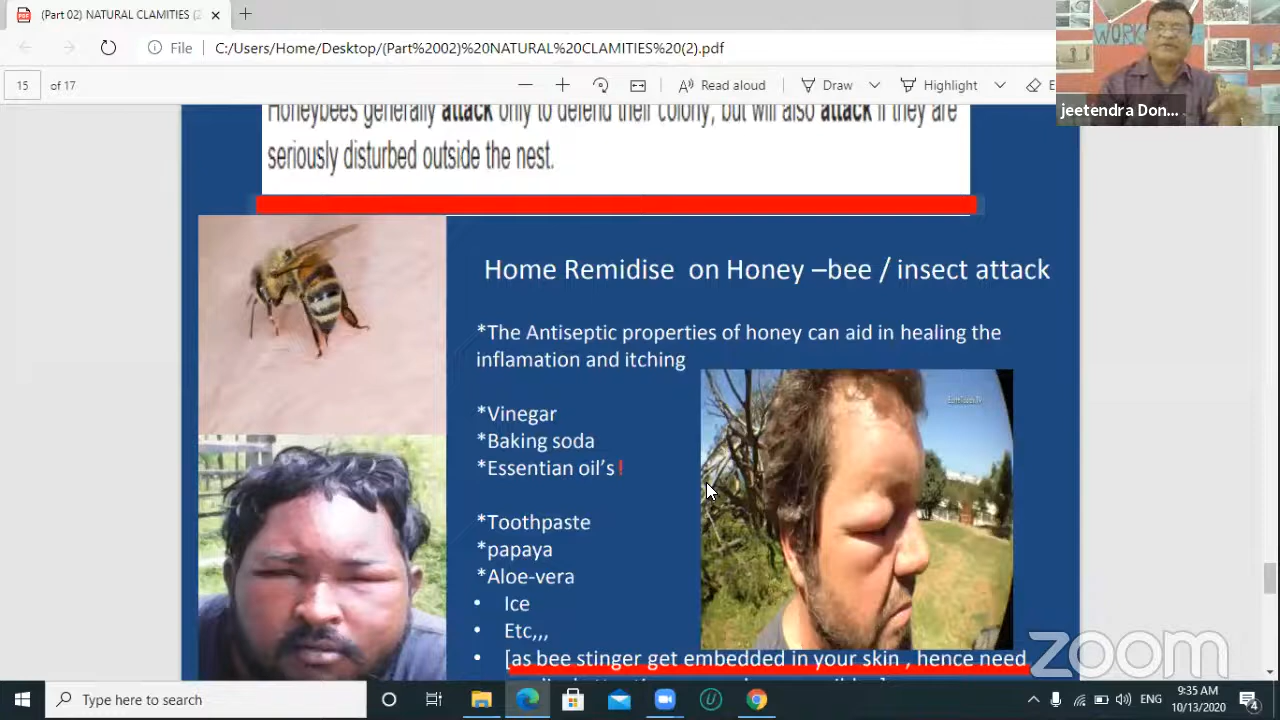 (Part 02) NATURAL CLAMITIES (2
File
C:/Users/Home/Desktop/(Part%2002)%20NATURAL%20CLAMITIES%20(2).pdf
15 of 17
Read aloud
Draw
Highlight
E
WORK
jeetendra Don...
Honeybees generally attack only to defend their colony, but will also attack if they are
seriously disturbed outside the nest.
Home Remidise on Honey –bee / insect attack
*The Antiseptic properties of honey can aid in healing the
inflamation and itching
*Vinegar
*Baking soda
*Essentian oil's!
*Toothpaste
*papaya
*Aloe-vera
• Ice
• Etc,,,
• [as bee stinger get embedded in your skin , hence need
zoom
Type here to search
ENG
9:35 AM
10/13/2020
4